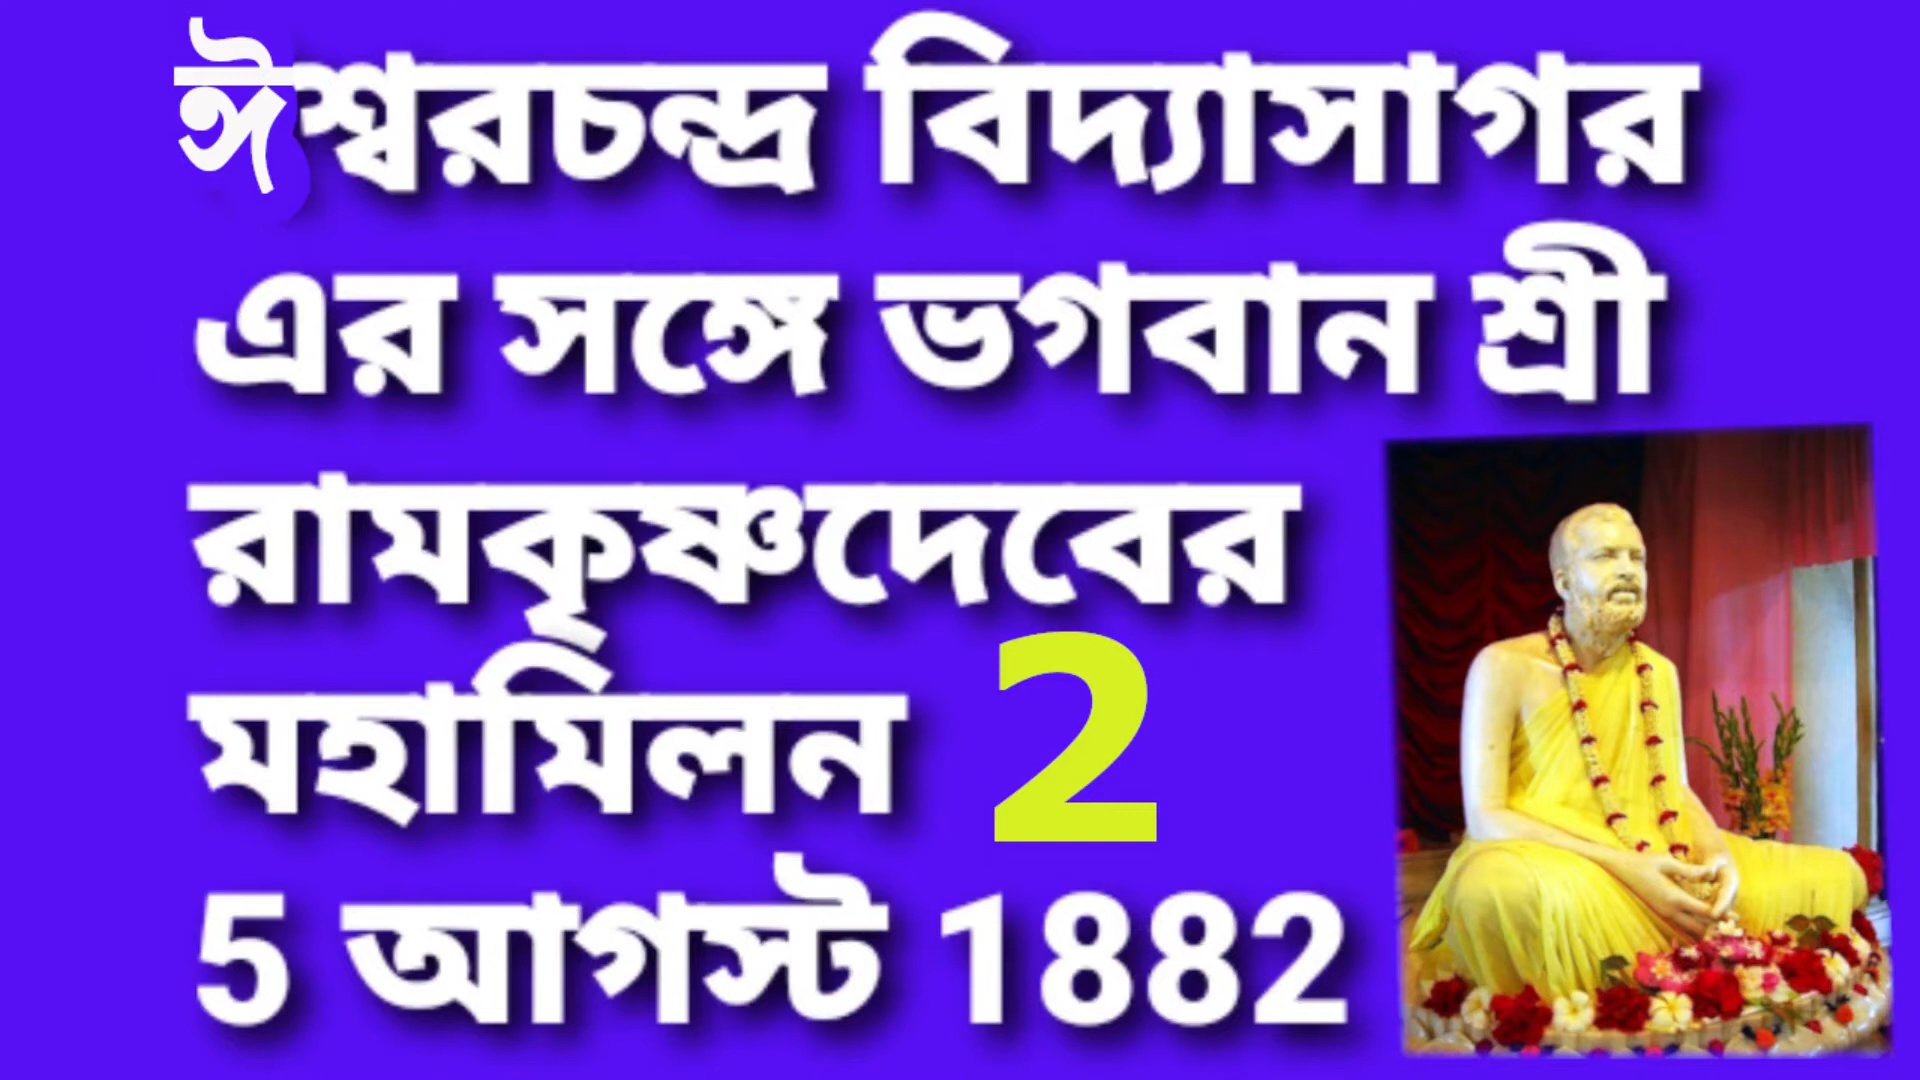 ঈশ্বরচন্দ্র বিদ্যাসাগর
এর সঙ্গে ভগবান শ্রী
রামকৃষ্ণদেবের
মহামিলন 2
5 আগস্ট 1882